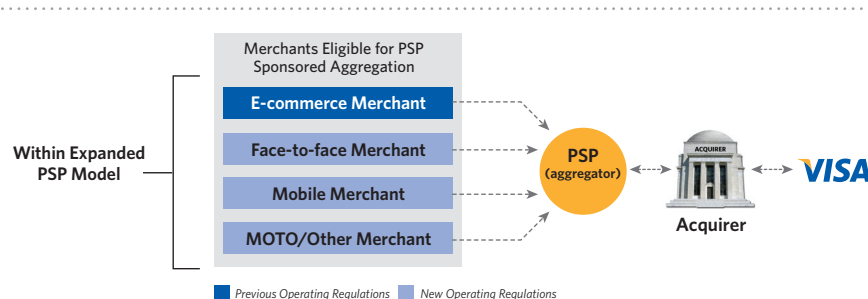 Merchants Eligible for PSP
Sponsored Aggregation
E-commerce Merchant
Face-to-face Merchant
Mobile Merchant
MOTO/Other Merchant
Within Expanded
PSP Model
PSP
(aggregator)
ACQUIRER
Acquirer
VISA
Previous Operating Regulations New Operating Regulations